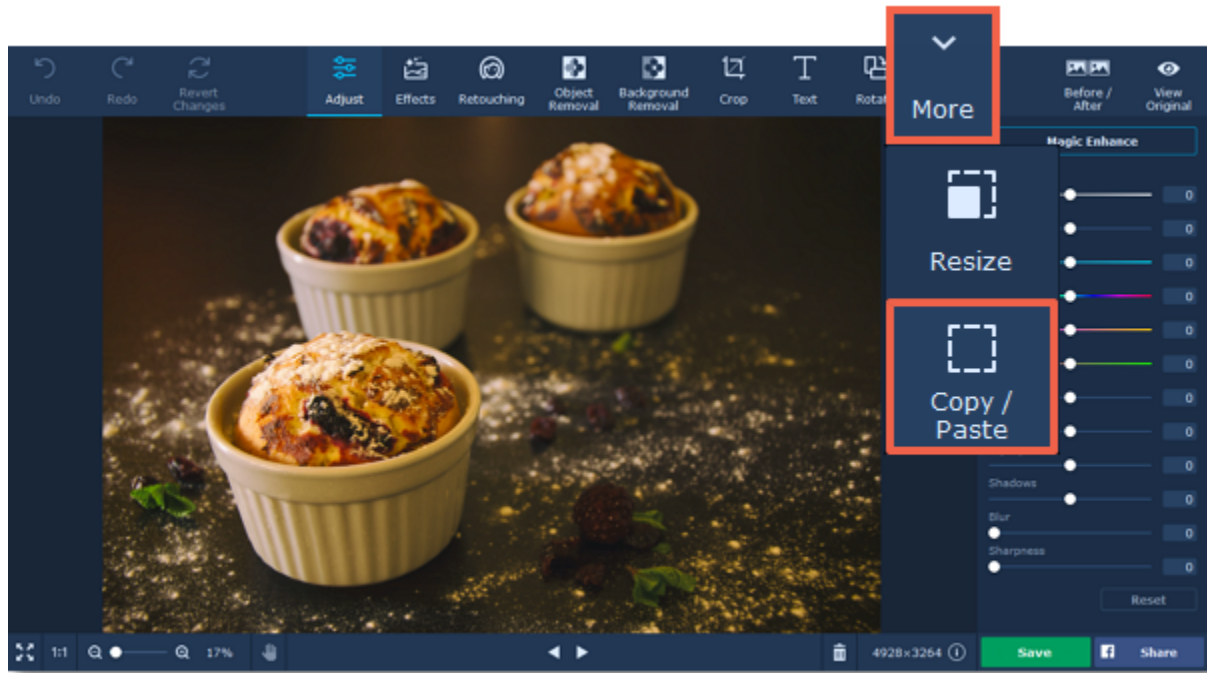 Undo
Redo
Revert
Changes
Adjust
Effects
Retouching
Object
Removal
Background
Removal
Crop
Text
Rotat
More
Before /
After
View
Original
Magic Enhance
Resize
Copy /
Paste
0
0
0
0
0
0
0
0
0
Shadows
0
Blur
0
Sharpness
0
Reset
1:1
17%
4928×3264
Save
Share